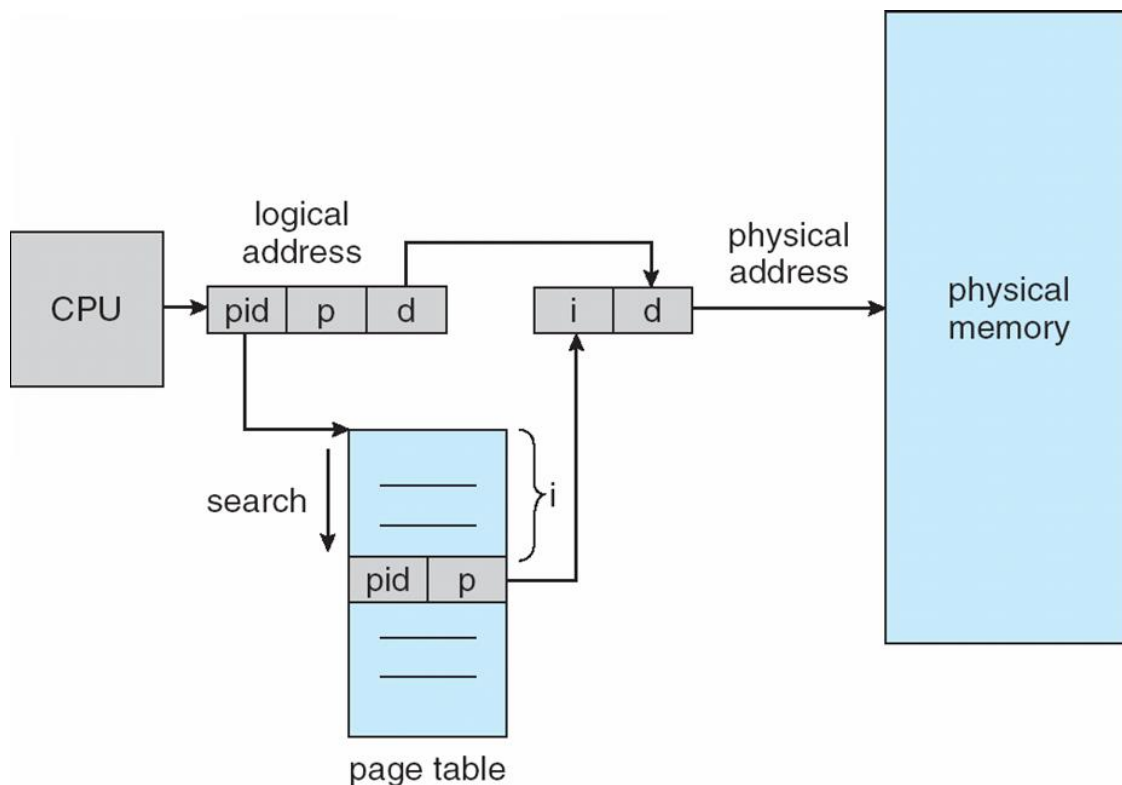 logical
address
physical
address
CPU
pid p d
i d
physical
memory
search
i
pid p
page table